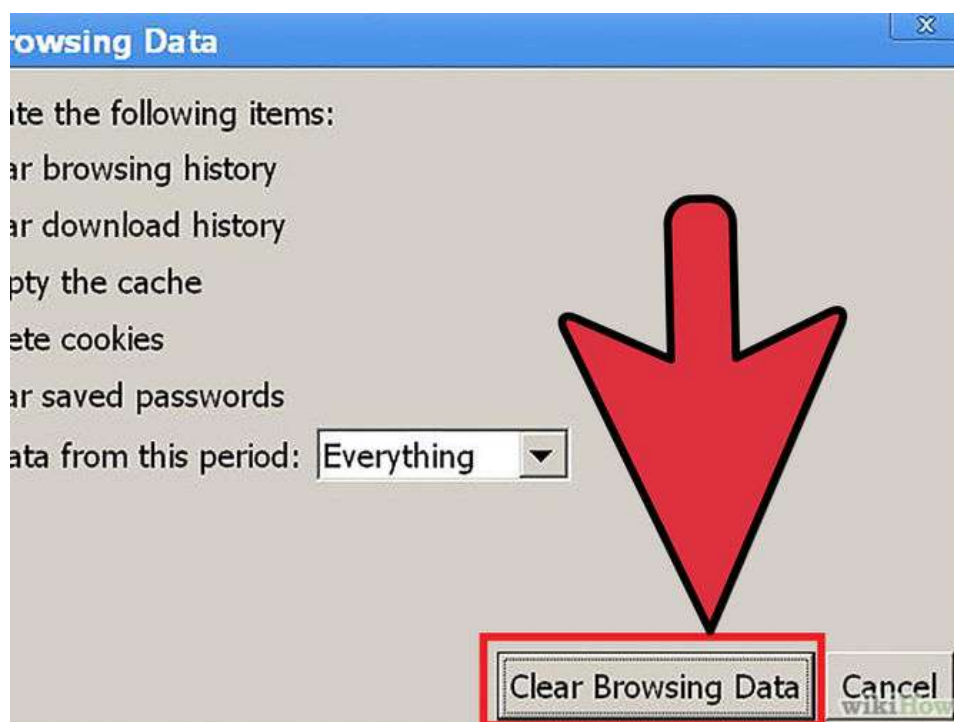 rowsing Data
x
ate the following items:
ar browsing history
ar download history
pty the cache
ete cookies
ar saved passwords
ata from this period: Everything
Clear Browsing Data Cancel
wikiHow